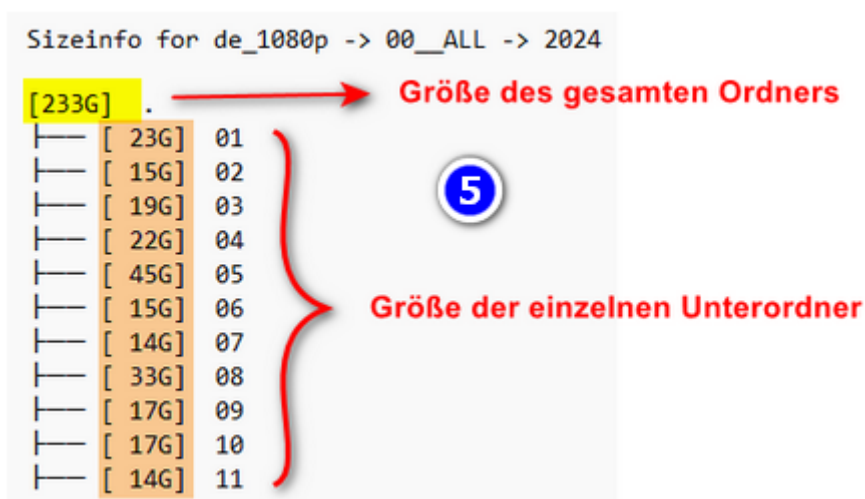 Sizeinfo for de_1080p -> 00__ALL -> 2024
[233G] . Größe des gesamten Ordners
├── [ 23G] 01
├── [ 15G] 02
├── [ 19G] 03
├── [ 22G] 04
├── [ 45G] 05
├── [ 15G] 06
├── [ 14G] 07
├── [ 33G] 08
├── [ 17G] 09
├── [ 17G] 10
├── [ 14G] 11
5
Größe der einzelnen Unterordner